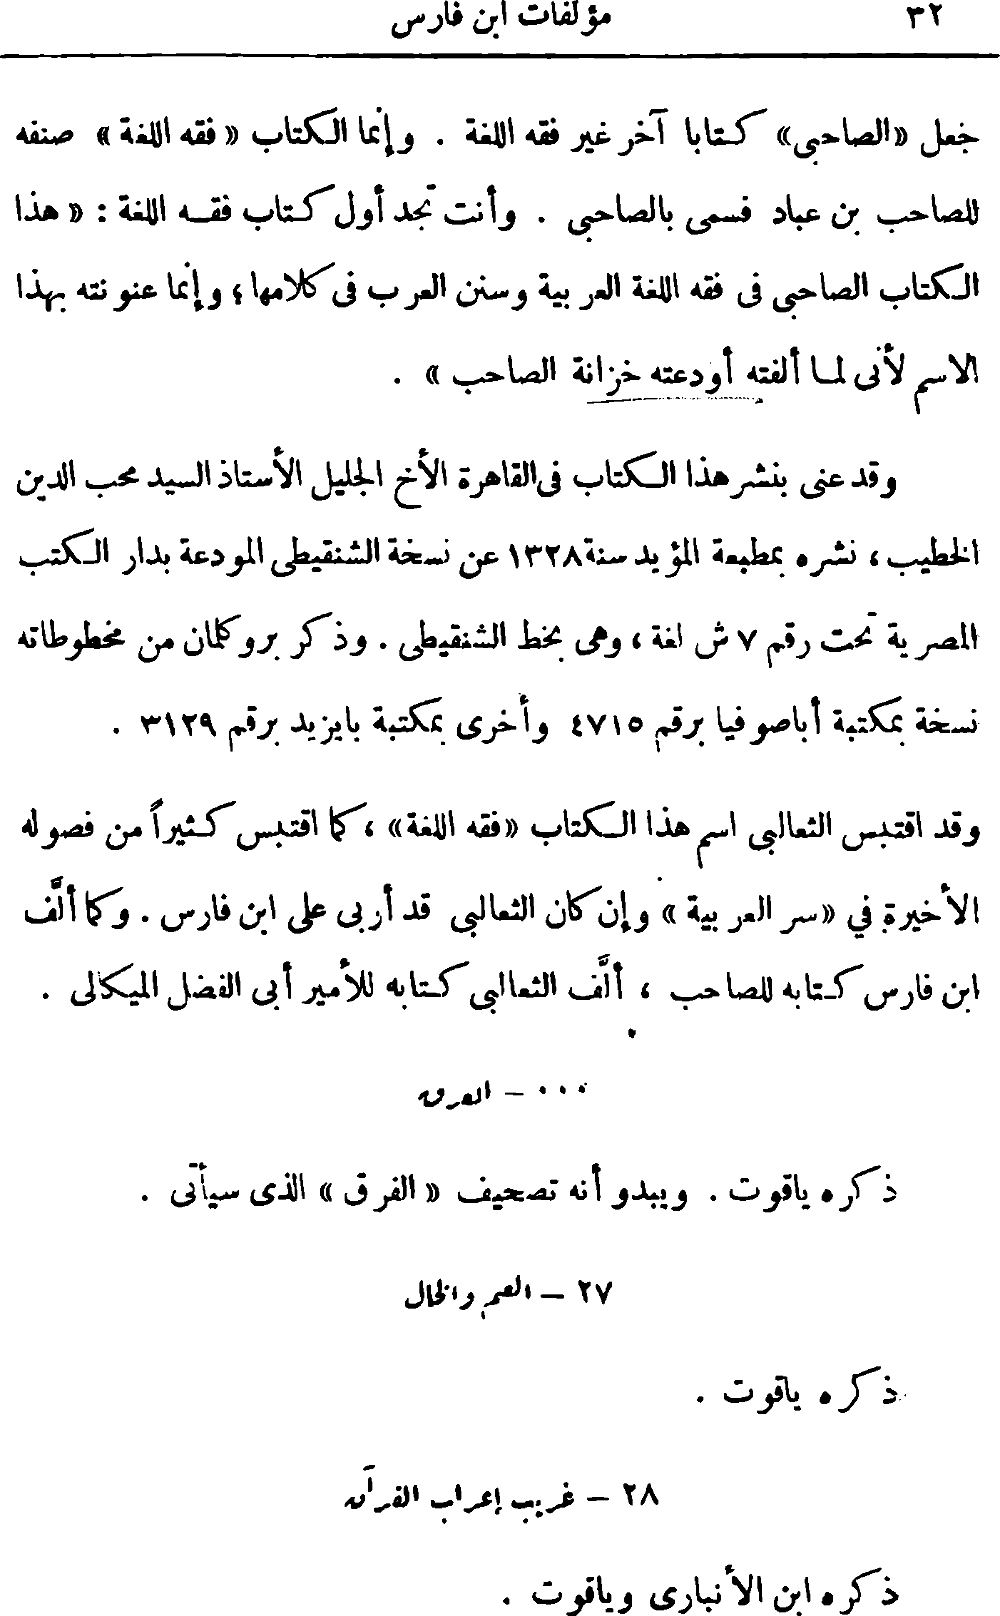 ٣٢ مؤلفات ابن فارس
جعل «الصاحبى» كتابا آخر غير فقه اللغة . وإنما الكتاب «فقه اللغة» صنفه
للصاحب بن عباد فسمى بالصاحبى . وأنت تجد أول كتاب فقه اللغة : «هذا
الكتاب الصاحبى فى فقه اللغة العربية وسنن العرب فى كلامها؛ وإنما عنونته بهذا
الاسم لأنى لما ألفته أودعته خزانة الصاحب» .
وقد عنى بنشر هذا الكتاب فى القاهرة الأخ الجليل الأستاذ السيد محب الدين
الخطيب ، نشره بمطبعة المؤيد سنة ١٣٢٨ عن نسخة الشنقيطى المودعة بدار الكتب
المصرية تحت رقم ٧ ش لغة ، وهى بخط الشنقيطى . وذكر بروكلمان من مخطوطاته
نسخة بمكتبة أباصوفيا برقم ٤٧١٥ وأخرى بمكتبة بايزيد برقم ٣١٢٩ .
وقد اقتبس الثعالبى اسم هذا الكتاب «فقه اللغة» ، كما اقتبس كثيراً من فصوله
الأخيرة في «سر العربية» وإن كان الثعالبى قد أربى على ابن فارس . وكما ألَّف
ابن فارس كتابه للصاحب ، ألَّف الثعالبى كتابه للأمير أبى الفضل الميكالى .
٠٠٠ – العرق
ذكره ياقوت . ويبدو أنه تصحيف «الفرق» الذى سيأتى .
٢٧ – العم والخال
ذكره ياقوت .
٢٨ – غريب إعراب القرآن
ذكره ابن الأنبارى وياقوت .